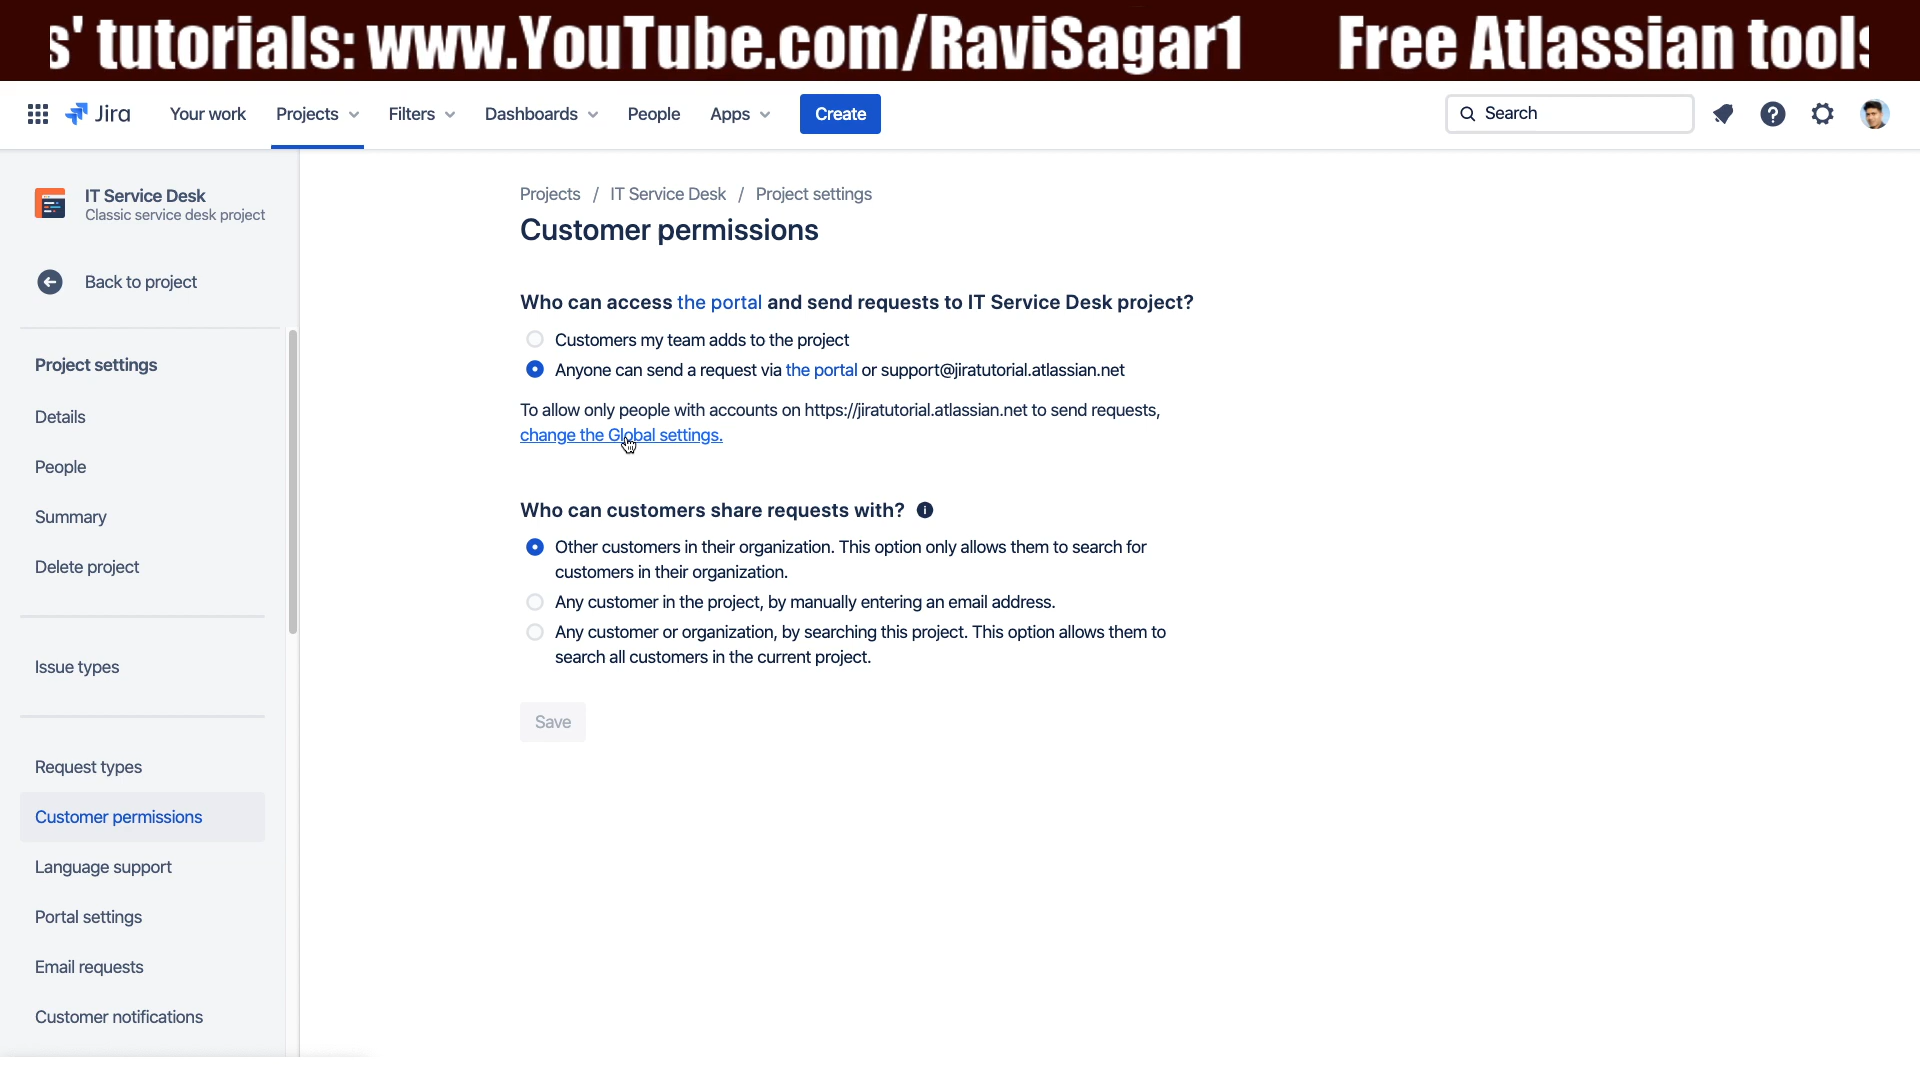 s' tutorials: www.YouTube.com/RaviSagar1 Free Atlassian tools
Jira
Your work
Projects
Filters
Dashboards
People
Apps
Create
Search
IT Service Desk
Classic service desk project
Back to project
Project settings
Details
People
Summary
Delete project
Issue types
Request types
Customer permissions
Language support
Portal settings
Email requests
Customer notifications
Projects / IT Service Desk / Project settings
Customer permissions
Who can access the portal and send requests to IT Service Desk project?
Customers my team adds to the project
Anyone can send a request via the portal or support@jiratutorial.atlassian.net
To allow only people with accounts on https://jiratutorial.atlassian.net to send requests,
change the Global settings.
Who can customers share requests with?
Other customers in their organization. This option only allows them to search for
customers in their organization.
Any customer in the project, by manually entering an email address.
Any customer or organization, by searching this project. This option allows them to
search all customers in the current project.
Save